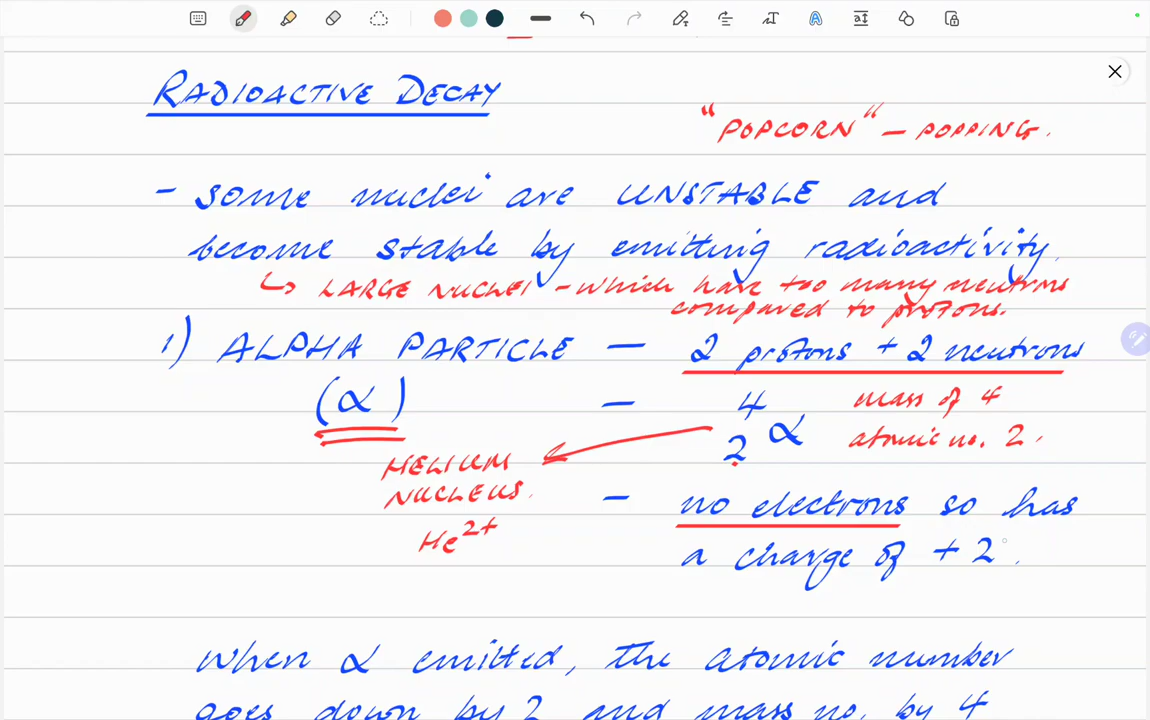 RADIOACTIVE DECAY
"POPCORN" - POPPING.
- some nuclei are UNSTABLE and
become stable by emitting radioactivity.
↳ LARGE NUCLEI - which have too many neutrons
compared to protons.
1) ALPHA PARTICLE - 2 protons + 2 neutrons
(α) - 4 mass of 4
2 α atomic no. 2.
HELIUM
NUCLEUS.
- no electrons so has
He2+
a charge of +2.
When α emitted, the atomic number
goes down by 2 and mass no. by 4